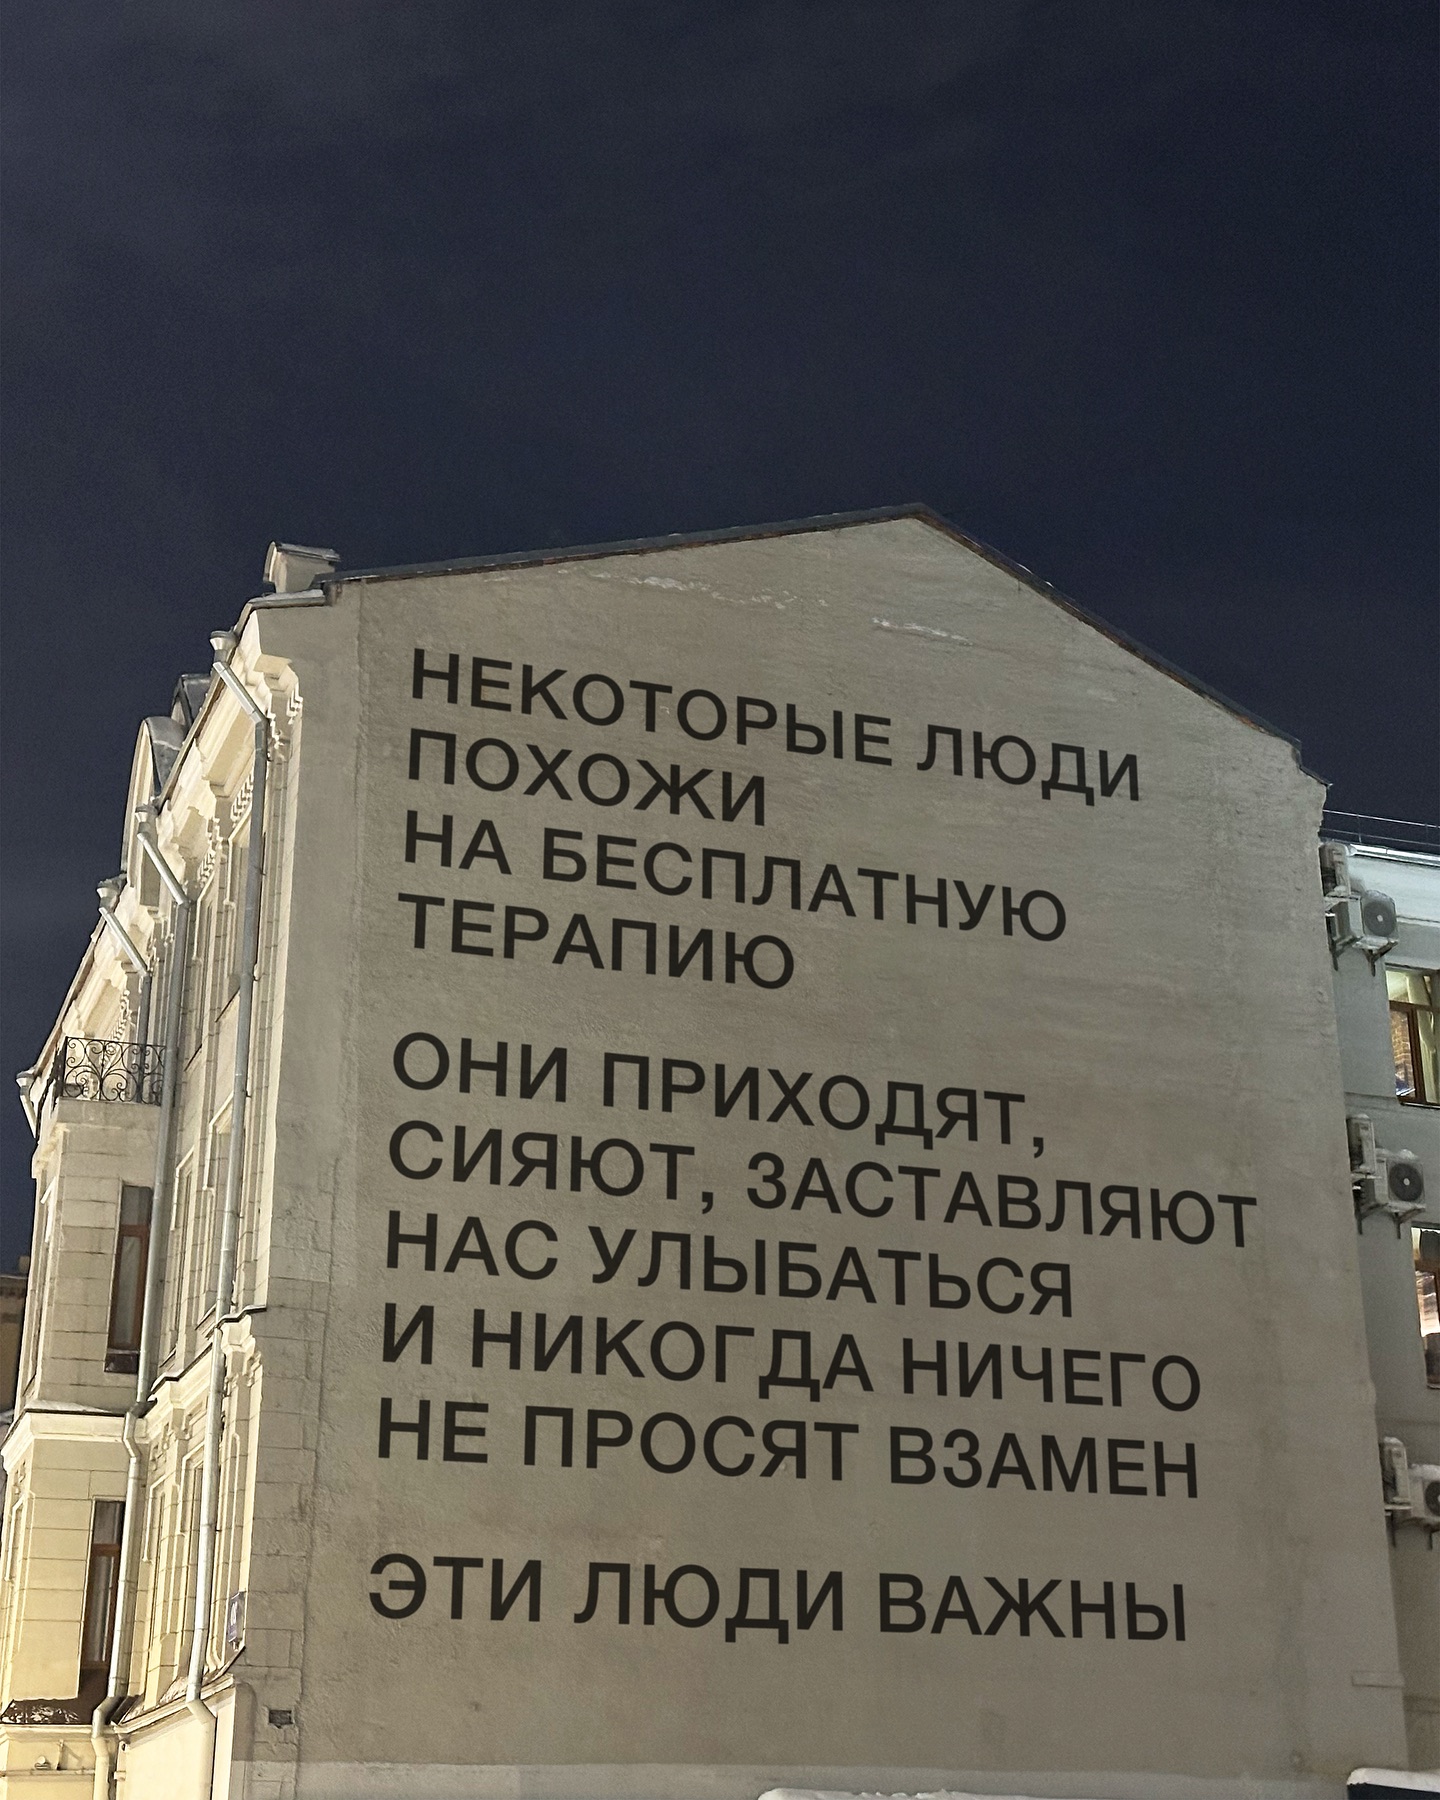 НЕКОТОРЫЕ ЛЮДИ
ПОХОЖИ
НА БЕСПЛАТНУЮ
ТЕРАПИЮ
ОНИ ПРИХОДЯТ,
СИЯЮТ, ЗАСТАВЛЯЮТ
НАС УЛЫБАТЬСЯ
И НИКОГДА НИЧЕГО
НЕ ПРОСЯТ ВЗАМЕН
ЭТИ ЛЮДИ ВАЖНЫ